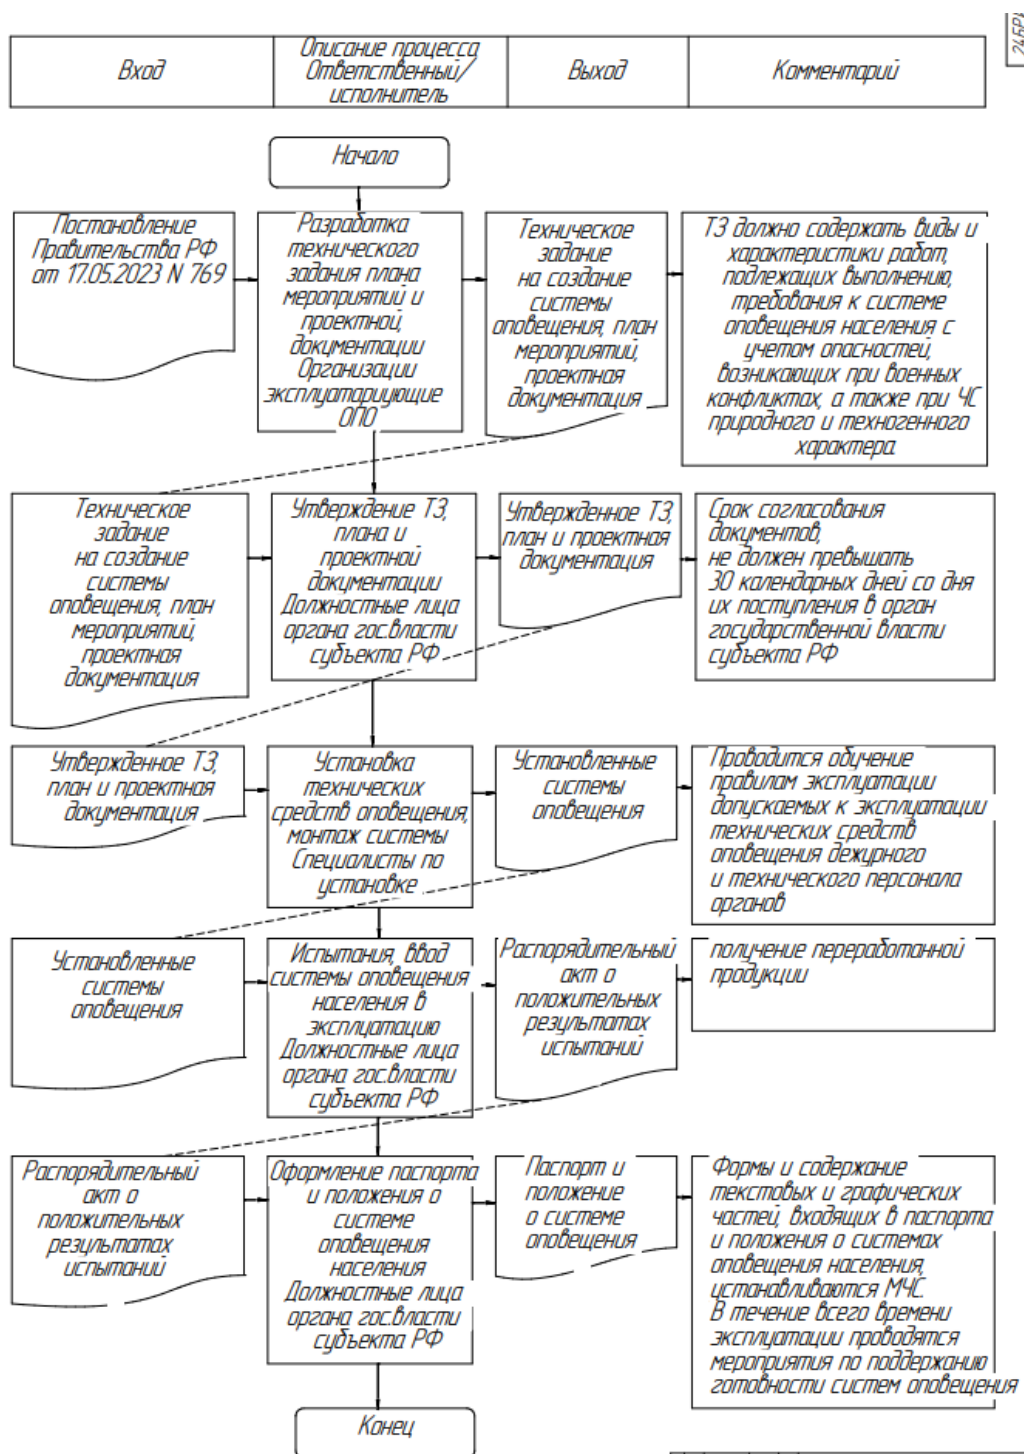 24БР
Вход
Описание процесса
Ответственный/
исполнитель
Выход
Комментарий
Начало
Постановление
Правительства РФ
от 17.05.2023 N 769
Разработка
технического
задания плана
мероприятий и
проектной
документации
Организации
эксплуатариующие
ОПО
Техническое
задание
на создание
системы
оповещения, план
мероприятий,
проектная
документация
ТЗ должно содержать виды и
характеристики работ,
подлежащих выполнению,
требования к системе
оповещения населения с
учетом опасностей,
возникающих при военных
конфликтах, а также при ЧС
природного и техногенного
характера
Техническое
задание
на создание
системы
оповещения, план
мероприятий,
проектная
документация
Утверждение ТЗ,
плана и
проектной
документации
Должностные лица
органа гос.власти
субъекта РФ
Утвержденное ТЗ,
план и проектная
документация
Срок согласования
документов,
не должен превышать
30 календарных дней со дня
их поступления в орган
государственной власти
субъекта РФ
Утвержденное ТЗ,
план и проектная
документация
Установка
технических
средств оповещения,
монтаж системы
Специалисты по
установке
Установленные
системы
оповещения
Проводится обучение
правилам эксплуатации
допускаемых к эксплуатации
технических средств
оповещения дежурного
и технического персонала
органов
Установленные
системы
оповещения
Испытания, ввод
системы оповещения
населения в
эксплуатацию
Должностные лица
органа гос.власти
субъекта РФ
Распорядительный
акт о
положительных
результатах
испытаний
получение переработанной
продукции
Распорядительный
акт о
положительных
результатах
испытаний
Оформление паспорта
и положения о
системе
оповещения
населения
Должностные лица
органа гос.власти
субъекта РФ
Паспорт и
положение
о системе
оповещения
Формы и содержание
текстовых и графических
частей, входящих в паспорта
и положения о системах
оповещения населения,
устанавливаются МЧС.
В течение всего времени
эксплуатации проводятся
мероприятия по поддержанию
готовности систем оповещения
Конец